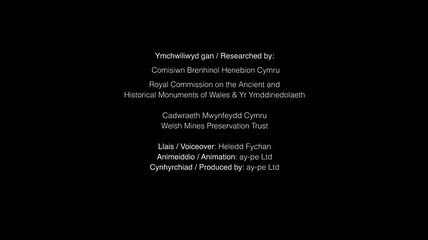 Ymchwiliwyd gan / Researched by:
Comisiwn Brenhinol Henebion Cymru
Royal Commission on the Ancient and
Historical Monuments of Wales & Yr Ymddiriedolaeth
Cadwraeth Mwynfeydd Cymru
Welsh Mines Preservation Trust
Llais / Voiceover: Heledd Fychan
Animeiddio / Animation: ay-pe Ltd
Cynhyrchiad / Produced by: ay-pe Ltd